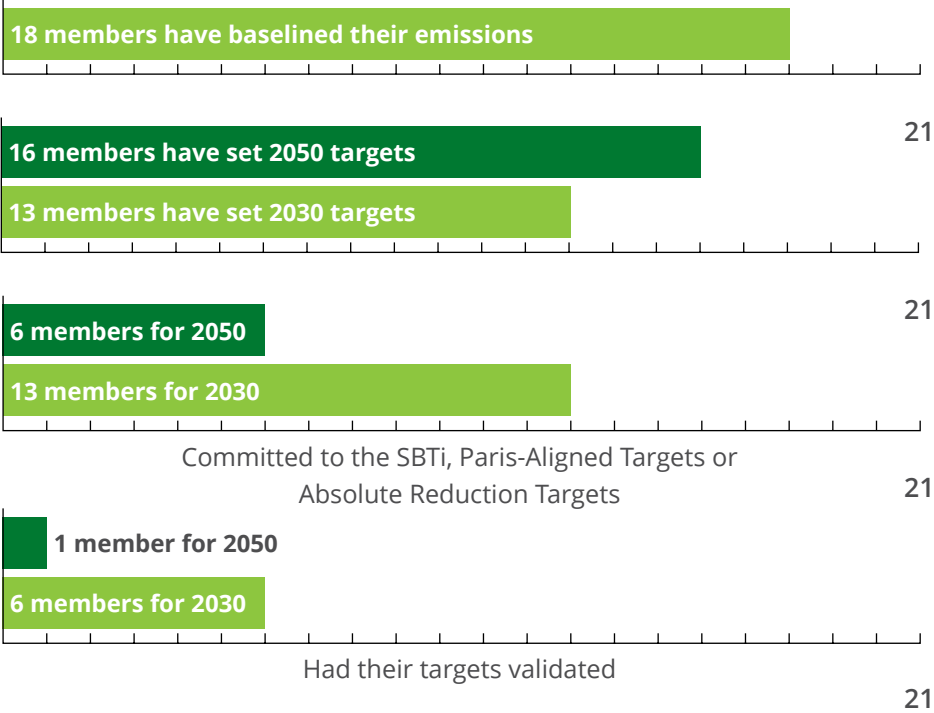 18 members have baselined their emissions
21
16 members have set 2050 targets
13 members have set 2030 targets
21
6 members for 2050
13 members for 2030
Committed to the SBTi, Paris-Aligned Targets or
Absolute Reduction Targets
21
1 member for 2050
6 members for 2030
Had their targets validated
21